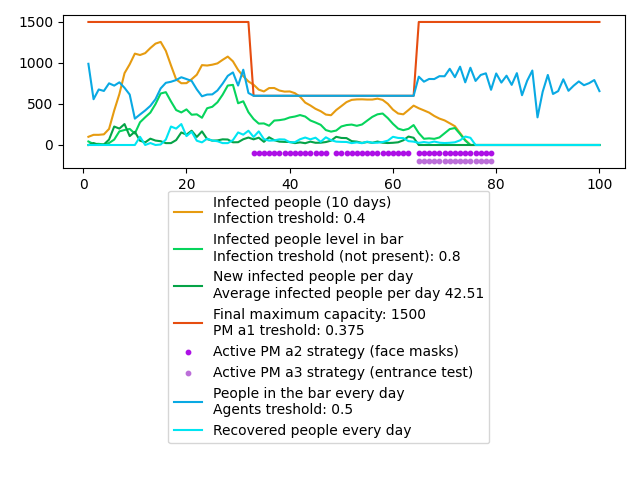 1500
1000
500
0
0 20 40 60 80 100
Infected people (10 days)
Infection treshold: 0.4
Infected people level in bar
Infection treshold (not present): 0.8
New infected people per day
Average infected people per day 42.51
Final maximum capacity: 1500
PM a1 treshold: 0.375
Active PM a2 strategy (face masks)
Active PM a3 strategy (entrance test)
People in the bar every day
Agents treshold: 0.5
Recovered people every day